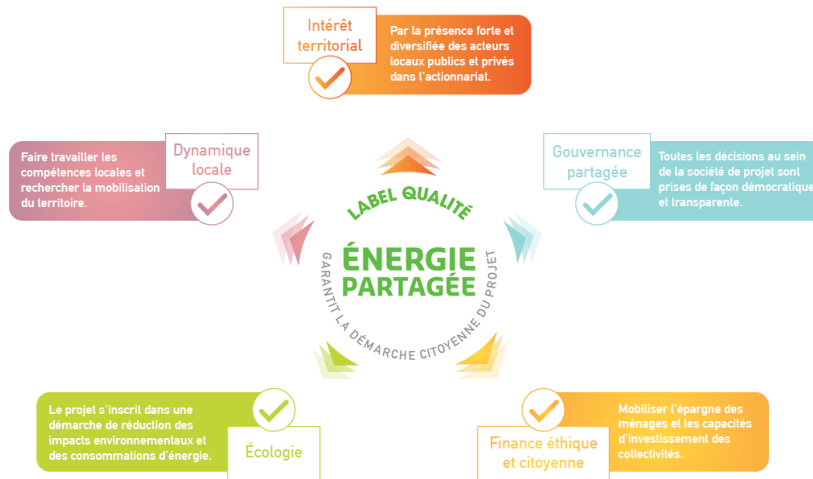 Intérêt
territorial
Par la présence forte et
diversifiée des acteurs
locaux publics et privés
dans l'actionnariat.
Faire travailler les
compétences locales et
rechercher la mobilisation
du territoire.
Dynamique
locale
Gouvernance
partagée
Toutes les décisions au sein
de la société de projet sont
prises de façon démocratique
et transparente.
LABEL QUALITÉ
ÉNERGIE
PARTAGÉE
GARANTIT LA DÉMARCHE CITOYENNE DU PROJET
Le projet s'inscrit dans une
démarche de réduction des
impacts environnementaux et
des consommations d'énergie.
Écologie
Finance éthique
et citoyenne
Mobiliser l'épargne des
ménages et les capacités
d'investissement des
collectivités.